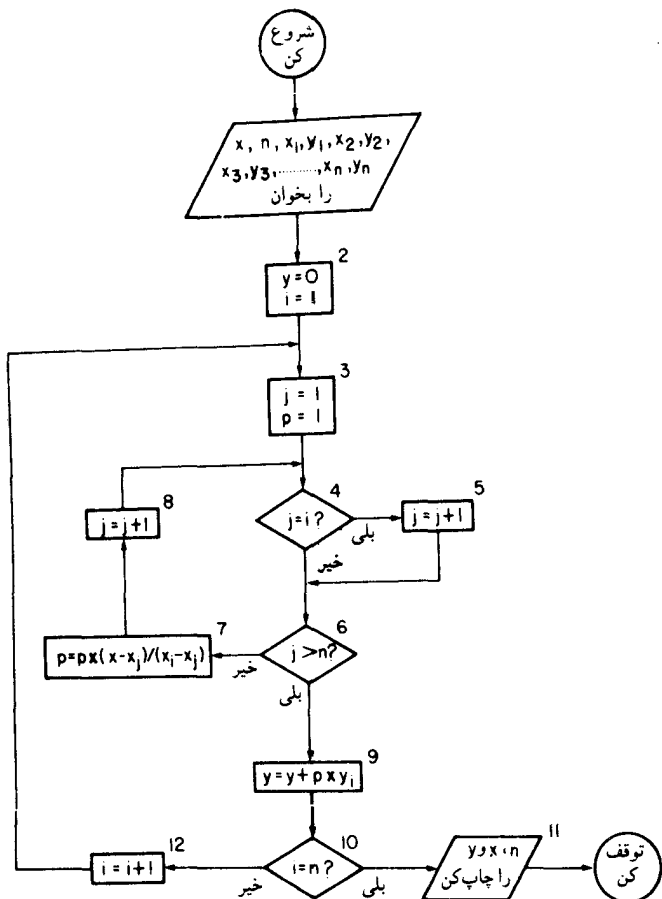 شروع
کن
x, n, x₁, y₁, x₂, y₂,
x₃, y₃, ........., xₙ, yₙ
را بخوان
2
y=0
i=1
3
j=1
p=1
4
j=i?
بلی
خیر
5
j=j+1
6
j>n?
خیر
بلی
7
p=p×(x-xⱼ)/(xᵢ-xⱼ)
8
j=j+1
9
y=y+p×yᵢ
10
i=n?
خیر
بلی
12
i=i+1
11
n، x و y
را چاپ کن
توقف
کن